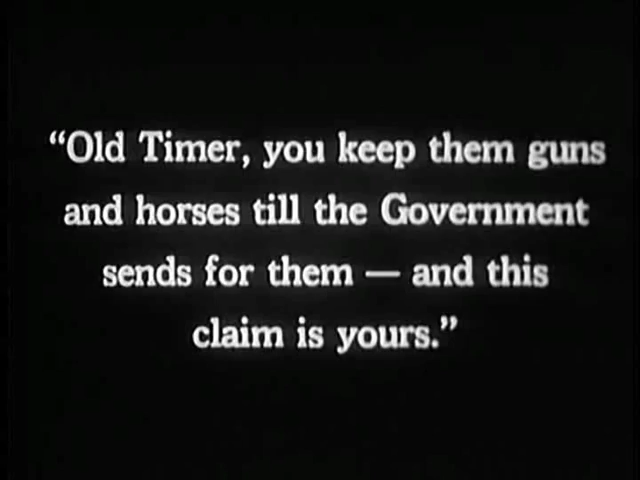 “Old Timer, you keep them guns
and horses till the Government
sends for them — and this
claim is yours.”